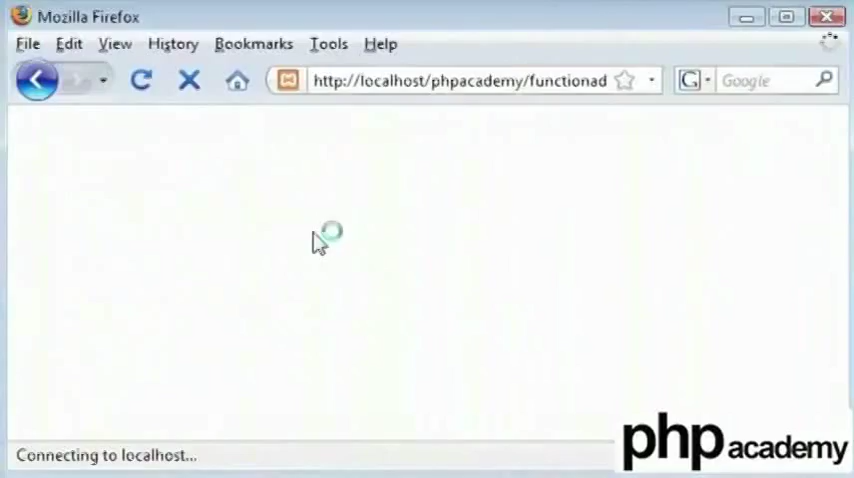 Mozilla Firefox
File Edit View History Bookmarks Tools Help
http://localhost/phpacademy/functionad
G Google
Connecting to localhost...
php academy